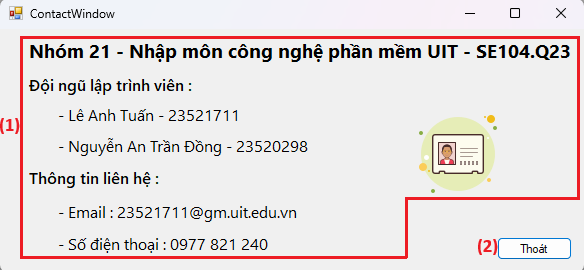 ContactWindow
Nhóm 21 - Nhập môn công nghệ phần mềm UIT - SE104.Q23
Đội ngũ lập trình viên :
- Lê Anh Tuấn - 23521711
(1)
- Nguyễn An Trần Đồng - 23520298
Thông tin liên hệ :
- Email : 23521711@gm.uit.edu.vn
- Số điện thoại : 0977 821 240
(2) Thoát